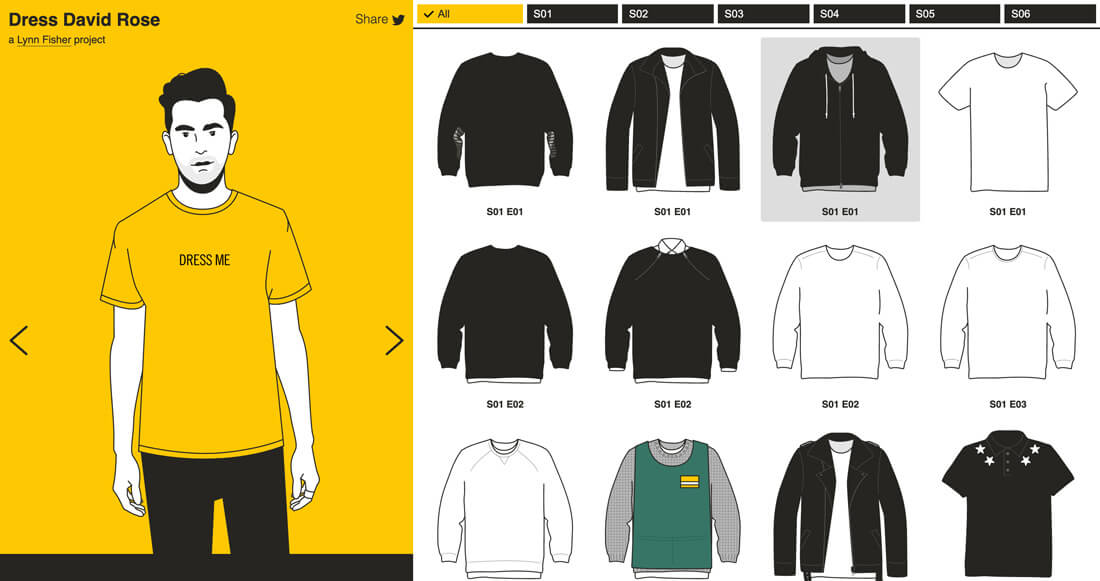 Dress David Rose
a Lynn Fisher project
Share
DRESS ME
All
S01
S02
S03
S04
S05
S06
S01 E01
S01 E01
S01 E01
S01 E01
S01 E02
S01 E02
S01 E02
S01 E03